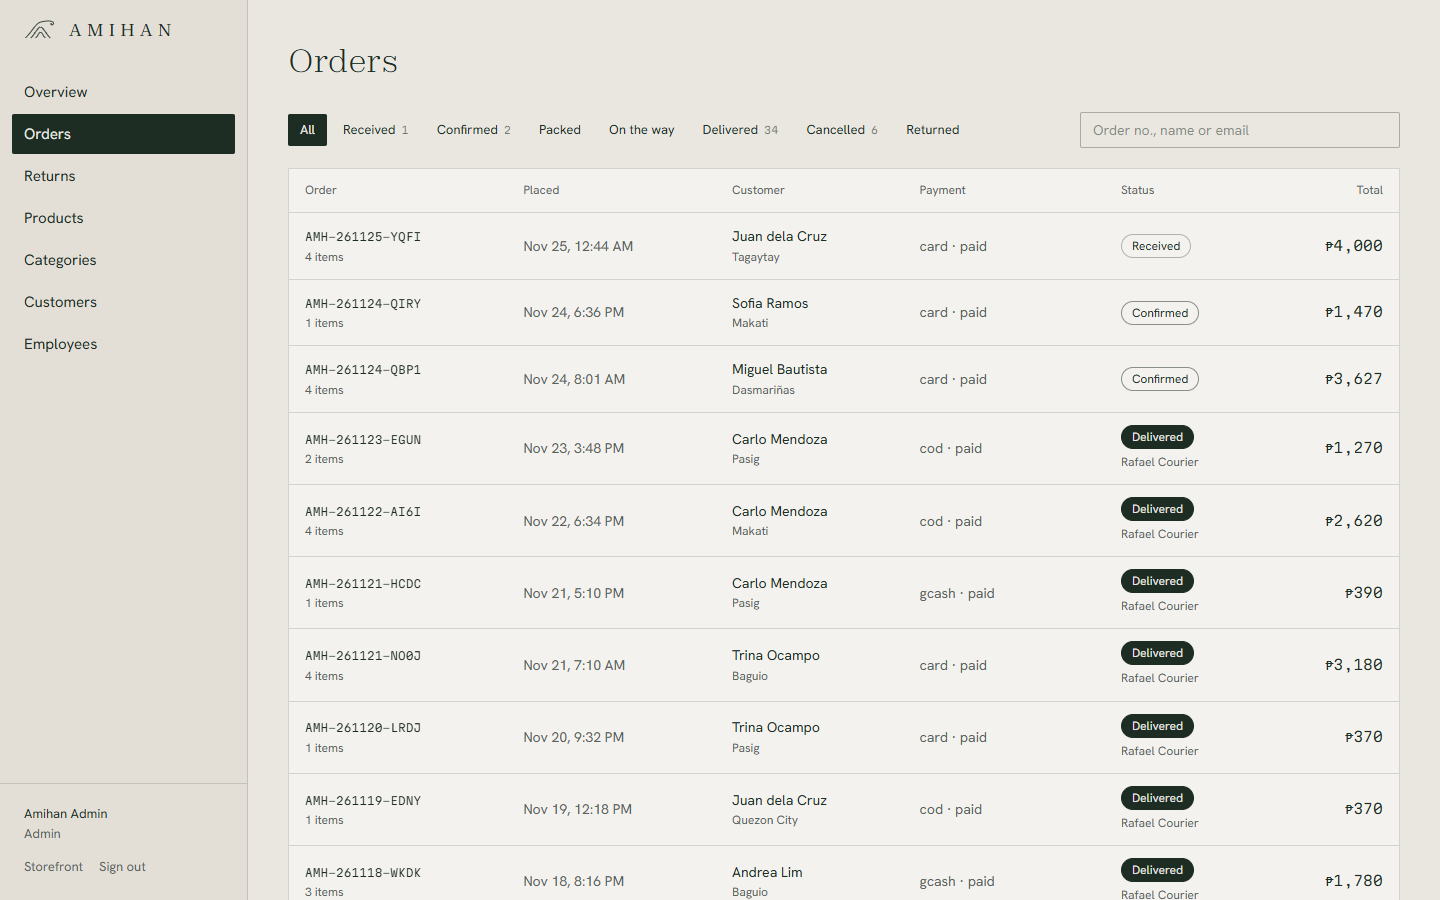 AMIHAN
Overview
Orders
Returns
Products
Categories
Customers
Employees
Amihan Admin
Admin
Storefront Sign out
Orders
All Received 1 Confirmed 2 Packed On the way Delivered 34 Cancelled 6 Returned
Order no., name or email
Order Placed Customer Payment Status Total
AMH-261125-YQFI
4 items
Nov 25, 12:44 AM
Juan dela Cruz
Tagaytay
card · paid
Received
₱4,000
AMH-261124-QIRY
1 items
Nov 24, 6:36 PM
Sofia Ramos
Makati
card · paid
Confirmed
₱1,470
AMH-261124-QBP1
4 items
Nov 24, 8:01 AM
Miguel Bautista
Dasmariñas
card · paid
Confirmed
₱3,627
AMH-261123-EGUN
2 items
Nov 23, 3:48 PM
Carlo Mendoza
Pasig
cod · paid
Delivered
Rafael Courier
₱1,270
AMH-261122-AI6I
4 items
Nov 22, 6:34 PM
Carlo Mendoza
Makati
cod · paid
Delivered
Rafael Courier
₱2,620
AMH-261121-HCDC
1 items
Nov 21, 5:10 PM
Carlo Mendoza
Pasig
gcash · paid
Delivered
Rafael Courier
₱390
AMH-261121-NO0J
4 items
Nov 21, 7:10 AM
Trina Ocampo
Baguio
card · paid
Delivered
Rafael Courier
₱3,180
AMH-261120-LRDJ
1 items
Nov 20, 9:32 PM
Trina Ocampo
Pasig
card · paid
Delivered
Rafael Courier
₱370
AMH-261119-EDNY
1 items
Nov 19, 12:18 PM
Juan dela Cruz
Quezon City
cod · paid
Delivered
Rafael Courier
₱370
AMH-261118-WKDK
3 items
Nov 18, 8:16 PM
Andrea Lim
Baguio
gcash · paid
Delivered
Rafael Courier
₱1,780